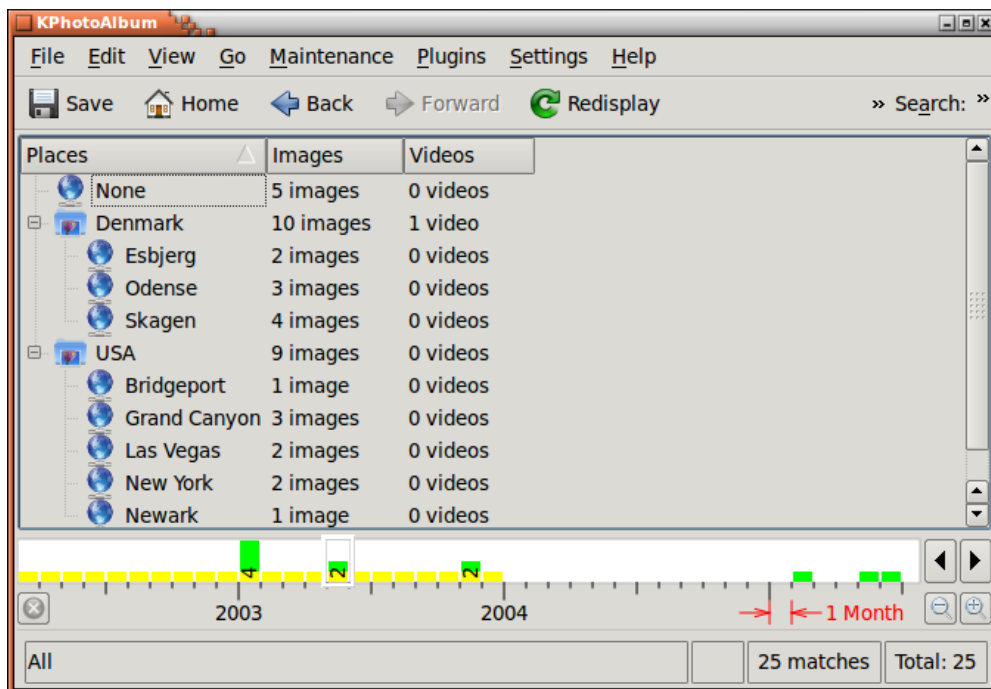 KPhotoAlbum
File Edit View Go Maintenance Plugins Settings Help
Save Home Back Forward Redisplay » Search: »
Places Images Videos
None 5 images 0 videos
Denmark 10 images 1 video
Esbjerg 2 images 0 videos
Odense 3 images 0 videos
Skagen 4 images 0 videos
USA 9 images 0 videos
Bridgeport 1 image 0 videos
Grand Canyon 3 images 0 videos
Las Vegas 2 images 0 videos
New York 2 images 0 videos
Newark 1 image 0 videos
4 2 2
2003 2004 1 Month
All 25 matches Total: 25